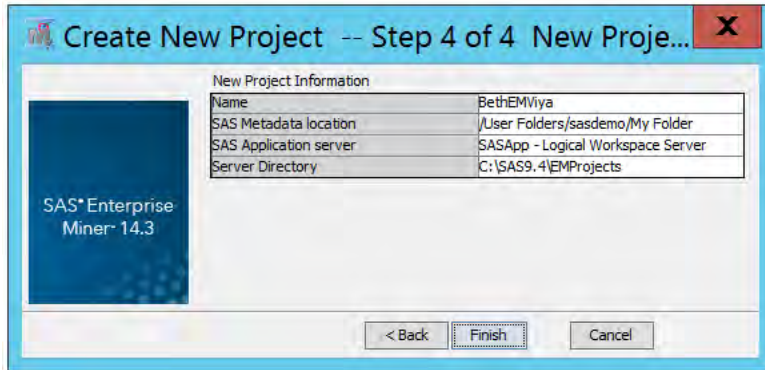 Create New Project -- Step 4 of 4 New Proje...
X
New Project Information
Name BethEMViya
SAS Metadata location /User Folders/sasdemo/My Folder
SAS Application server SASApp - Logical Workspace Server
Server Directory C:\SAS9.4\EMProjects
SAS® Enterprise
Miner™ 14.3
< Back Finish Cancel